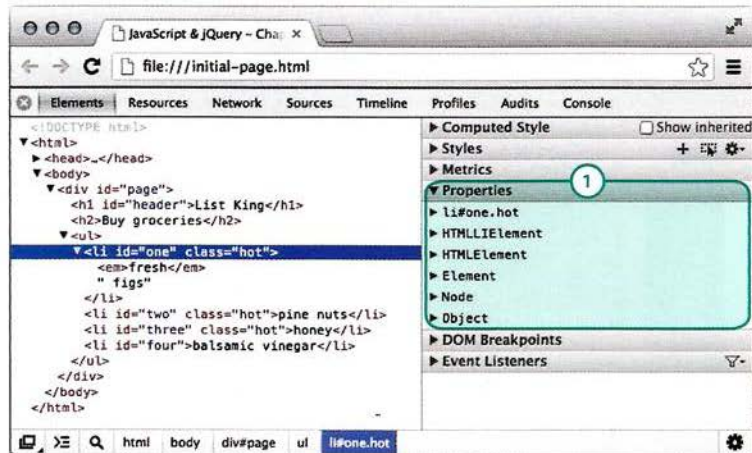 JavaScript & jQuery – Chap ×
file:///initial-page.html
Elements Resources Network Sources Timeline Profiles Audits Console
<!DOCTYPE html>
▼<html>
▶<head>…</head>
▼<body>
▼<div id="page">
<h1 id="header">List King</h1>
<h2>Buy groceries</h2>
▼<ul>
▼<li id="one" class="hot">
<em>fresh</em>
" figs"
</li>
<li id="two" class="hot">pine nuts</li>
<li id="three" class="hot">honey</li>
<li id="four">balsamic vinegar</li>
</ul>
</div>
</body>
</html>
▶ Computed Style Show inherited
▶ Styles
▶ Metrics
▼ Properties 1
▶ li#one.hot
▶ HTMLLIElement
▶ HTMLElement
▶ Element
▶ Node
▶ Object
▶ DOM Breakpoints
▶ Event Listeners
html body div#page ul li#one.hot